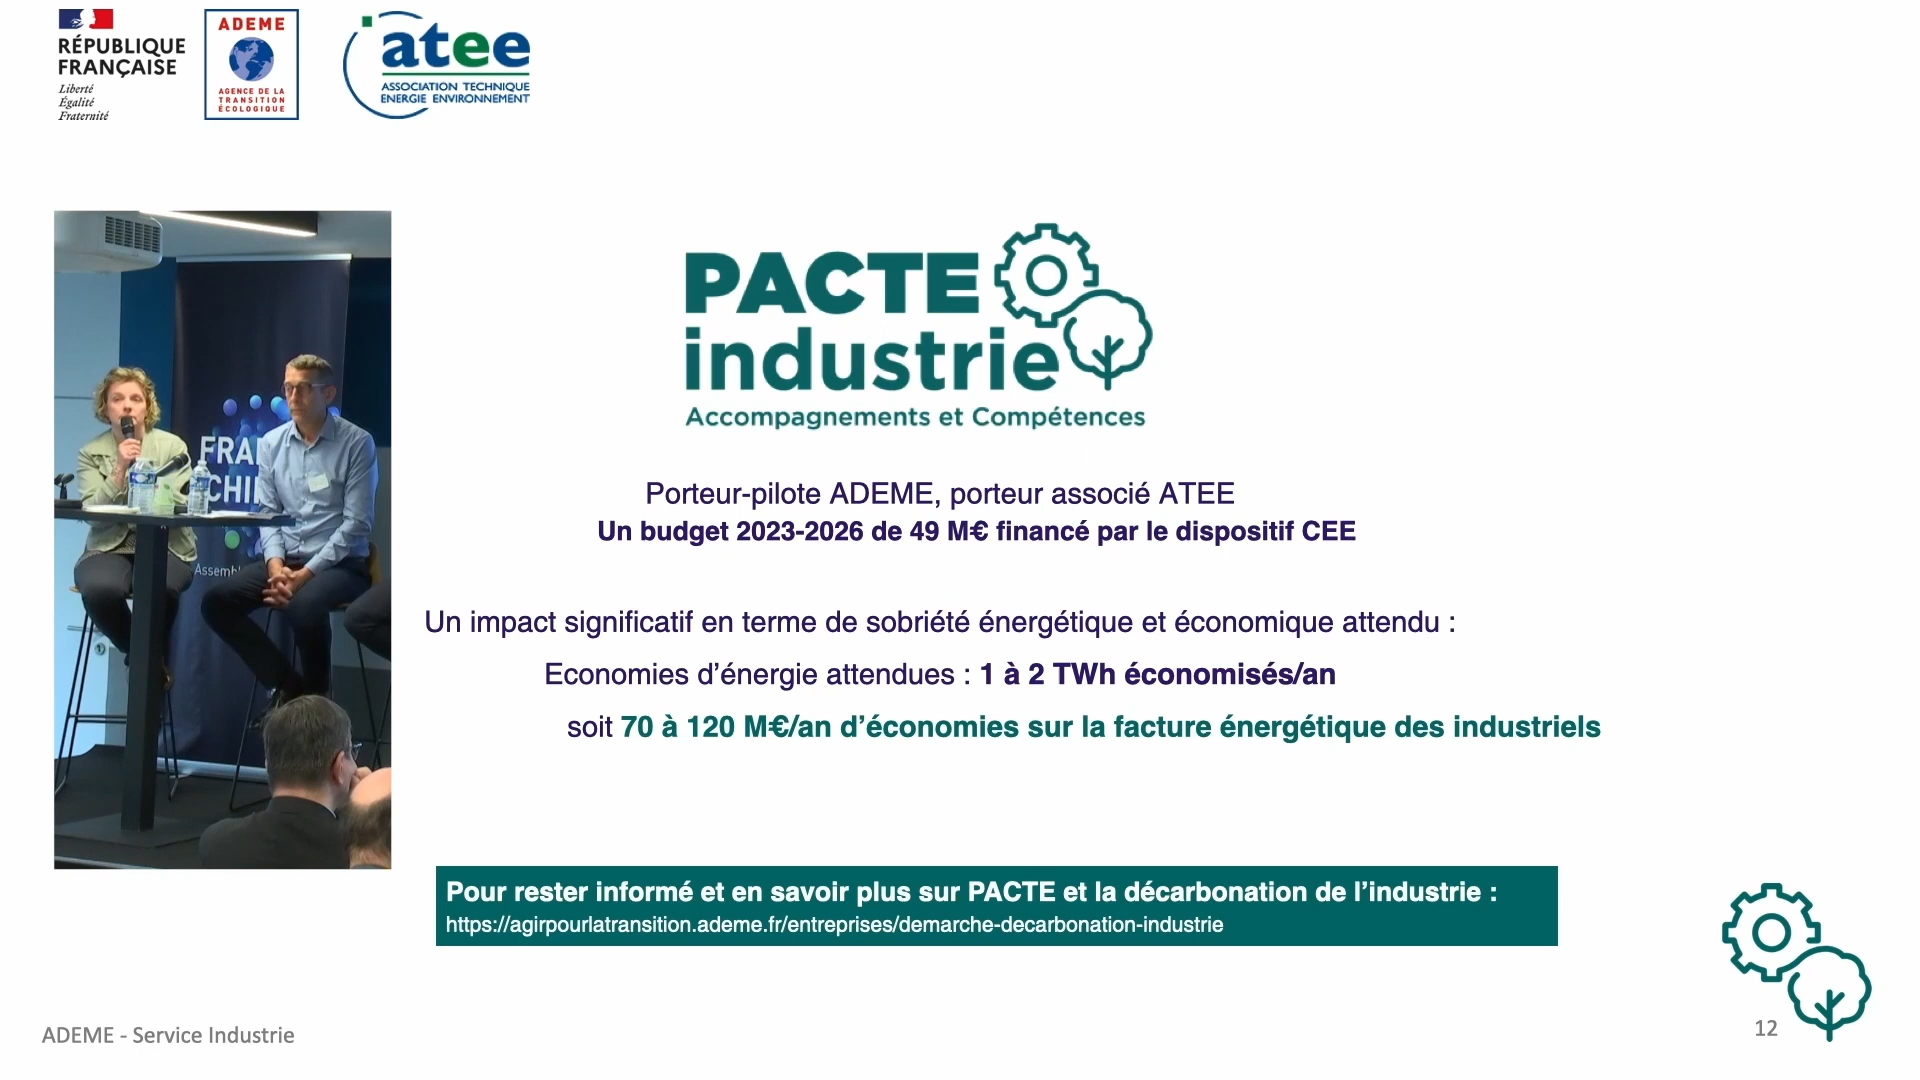 RÉPUBLIQUE
FRANÇAISE
Liberté
Égalité
Fraternité
ADEME
AGENCE DE LA
TRANSITION
ÉCOLOGIQUE
atee
ASSOCIATION TECHNIQUE
ENERGIE ENVIRONNEMENT
PACTE
industrie
Accompagnements et Compétences
FRA
CHI
Assemb
Porteur-pilote ADEME, porteur associé ATEE
Un budget 2023-2026 de 49 M€ financé par le dispositif CEE
Un impact significatif en terme de sobriété énergétique et économique attendu :
Economies d’énergie attendues : 1 à 2 TWh économisés/an
soit 70 à 120 M€/an d’économies sur la facture énergétique des industriels
Pour rester informé et en savoir plus sur PACTE et la décarbonation de l’industrie :
https://agirpourlatransition.ademe.fr/entreprises/demarche-decarbonation-industrie
ADEME - Service Industrie
12